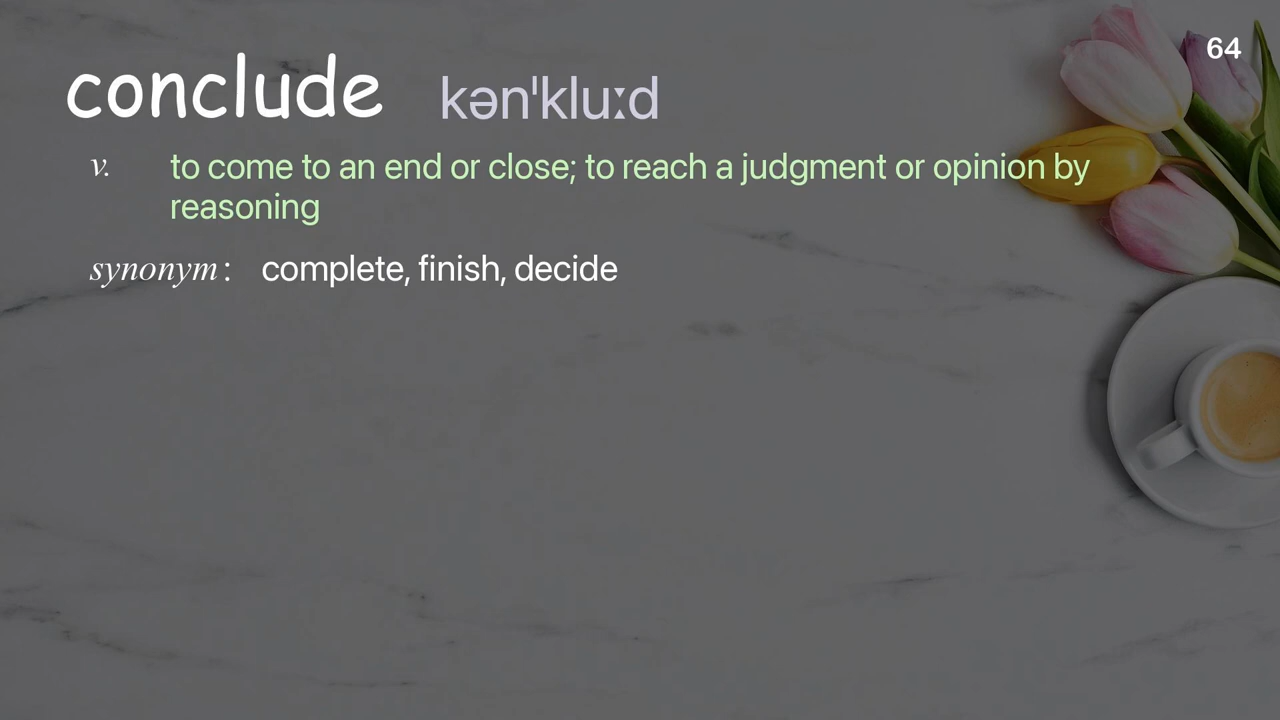 64
conclude kən'kluːd
v. to come to an end or close; to reach a judgment or opinion by
reasoning
synonym: complete, finish, decide